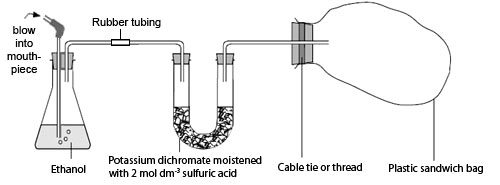 Rubber tubing
blow
into
mouth-
piece
Ethanol
Potassium dichromate moistened
with 2 mol dm⁻³ sulfuric acid
Cable tie or thread
Plastic sandwich bag